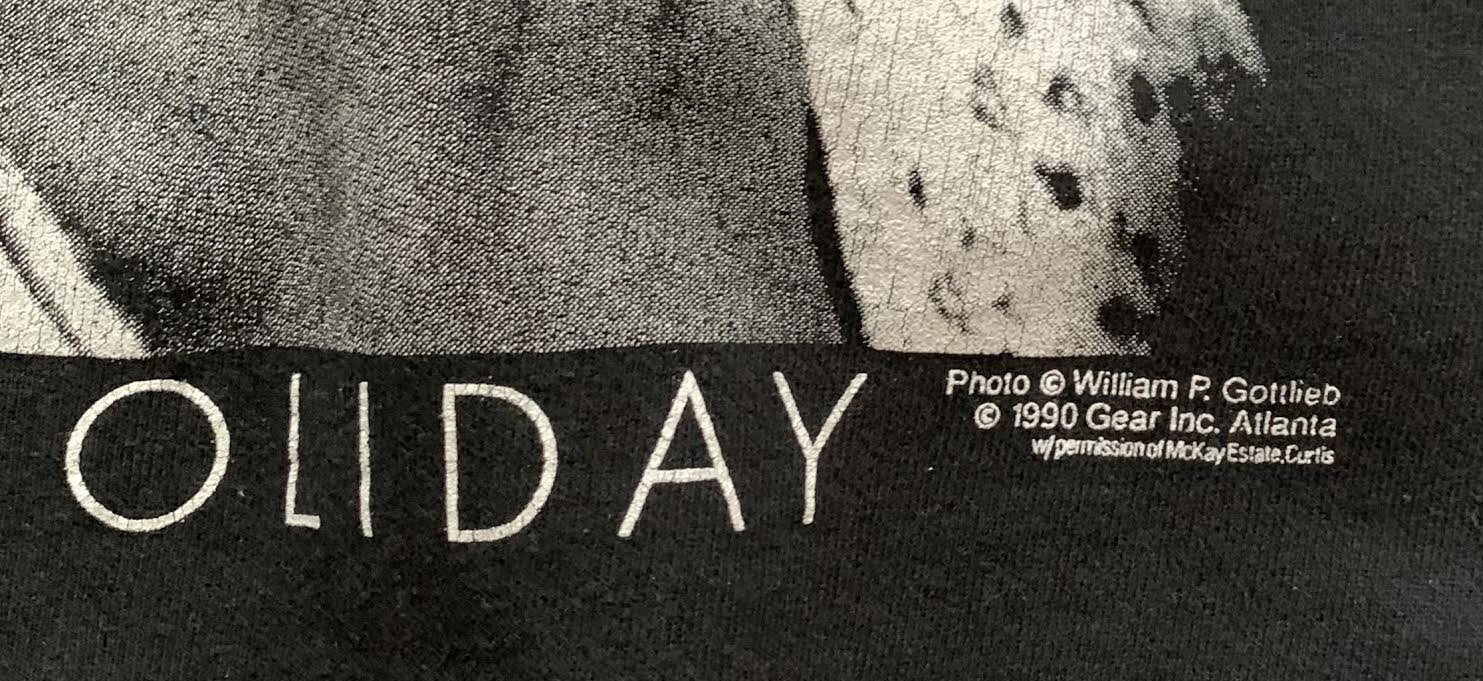 OLIDAY
Photo © William P. Gottlieb
© 1990 Gear Inc. Atlanta
w/permission of McKay Estate, Curtis